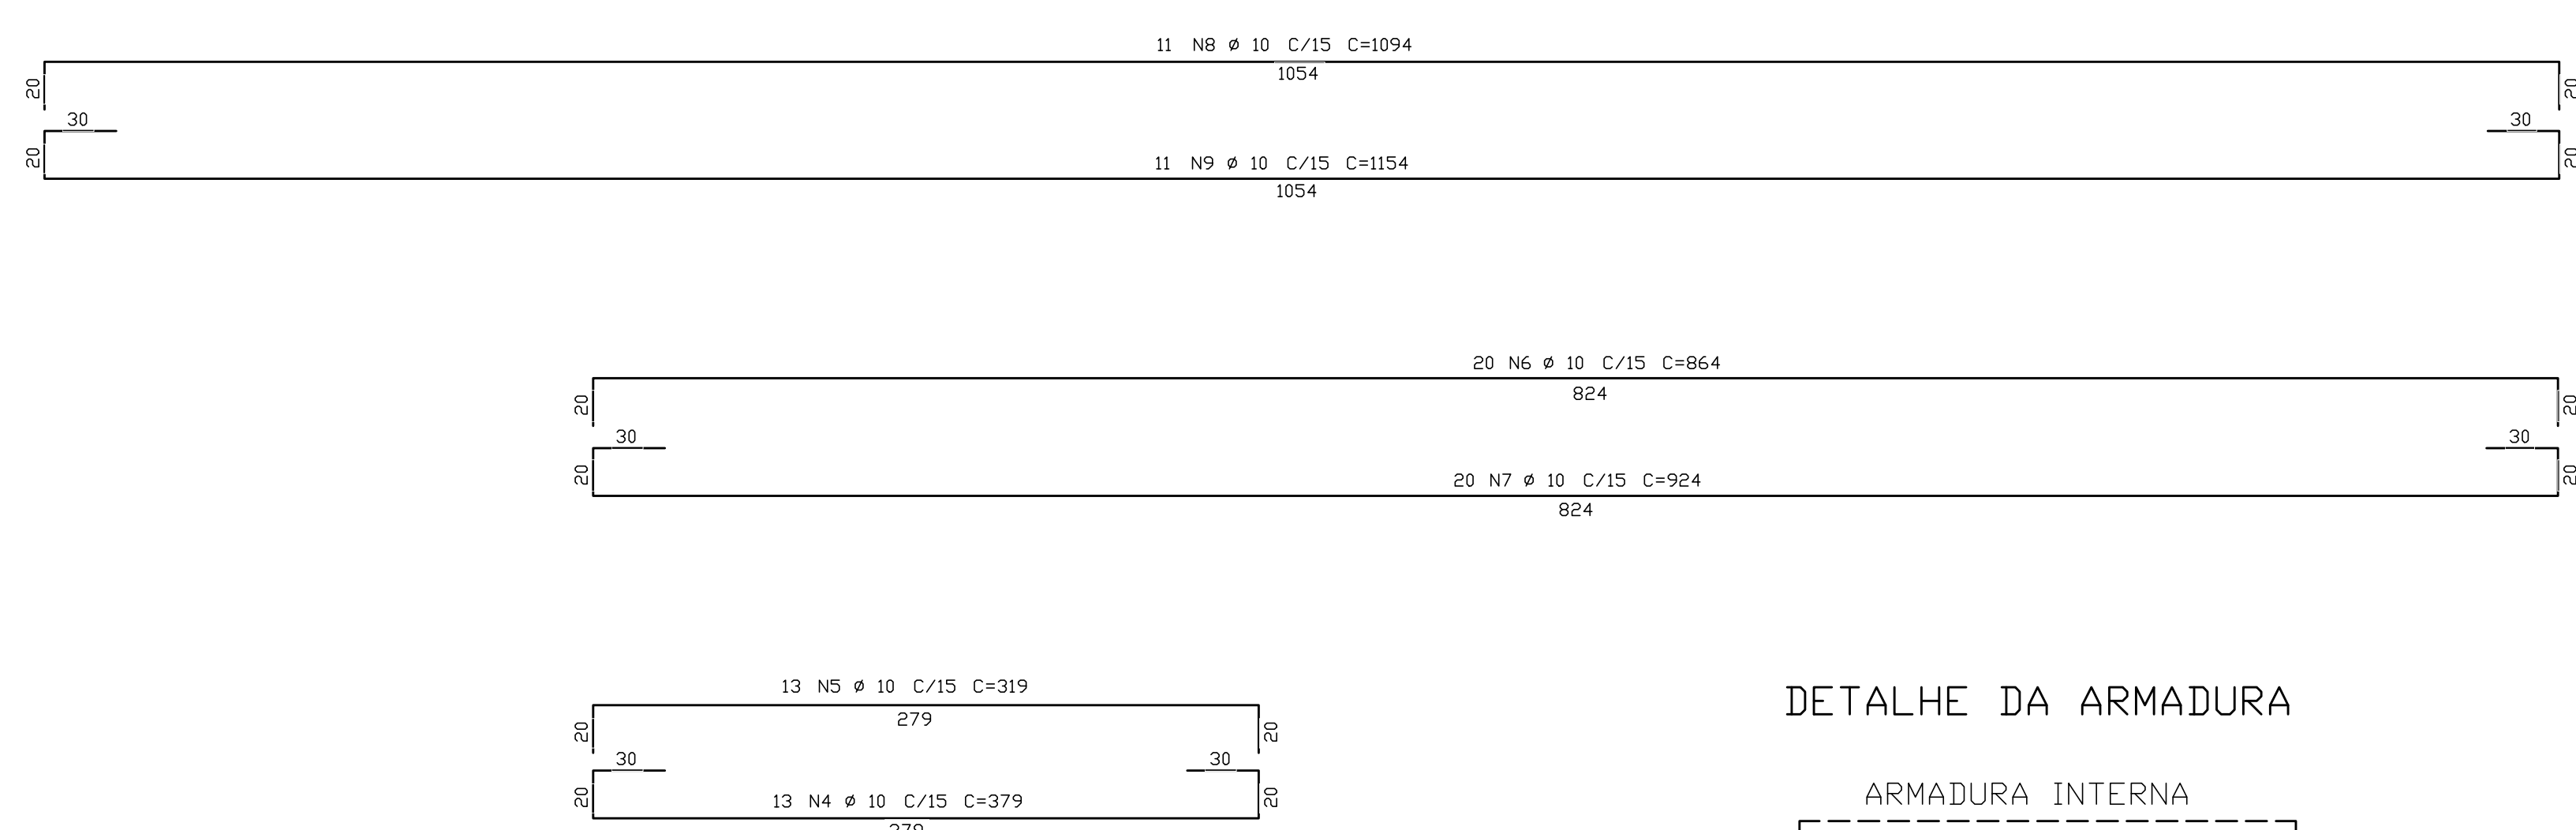 11 N8 ø 10 C/15 C=1094
1054
20 20
30 30
20 20
11 N9 ø 10 C/15 C=1154
1054
20 N6 ø 10 C/15 C=864
824
20 20
30 30
20 20
20 N7 ø 10 C/15 C=924
824
13 N5 ø 10 C/15 C=319
279
20 20
30 30
20 20
13 N4 ø 10 C/15 C=379
279
DETALHE DA ARMADURA
ARMADURA INTERNA